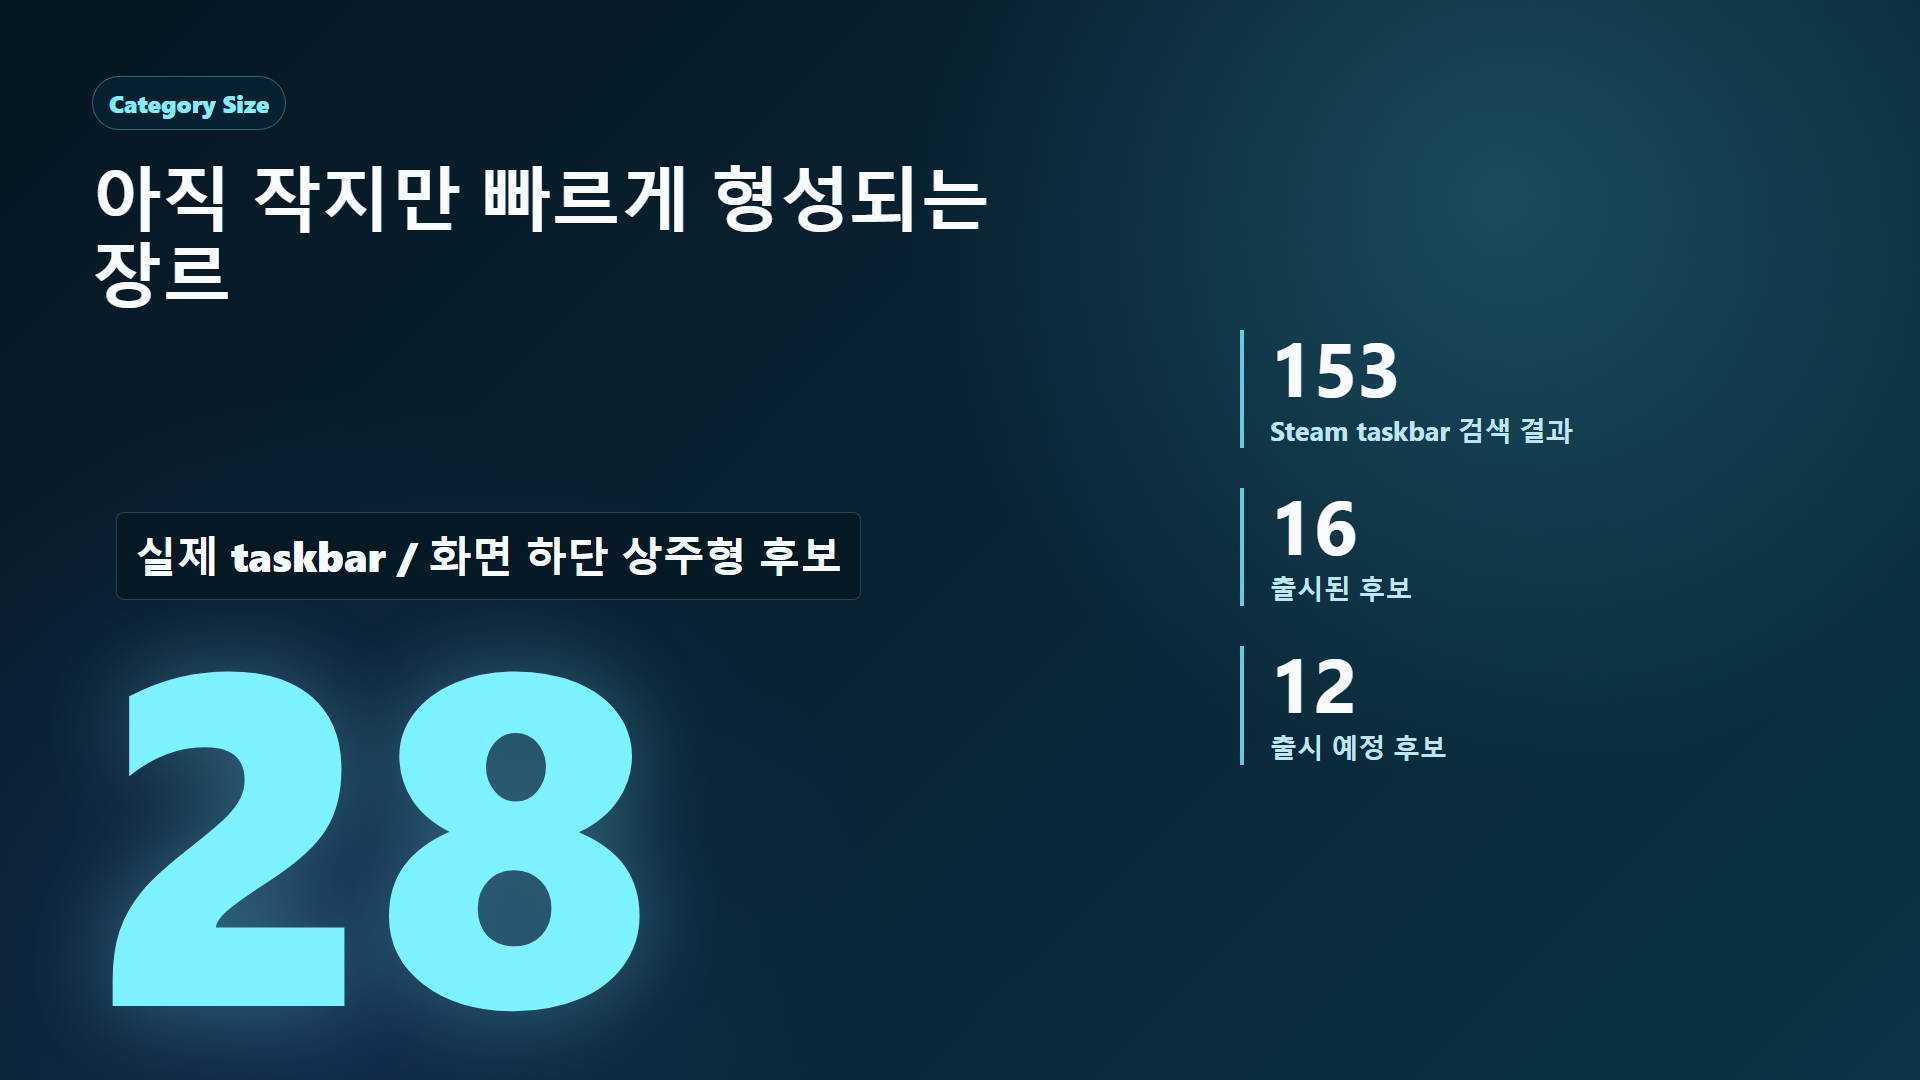 Category Size
아직 작지만 빠르게 형성되는
장르
실제 taskbar / 화면 하단 상주형 후보
28
153
Steam taskbar 검색 결과
16
출시된 후보
12
출시 예정 후보